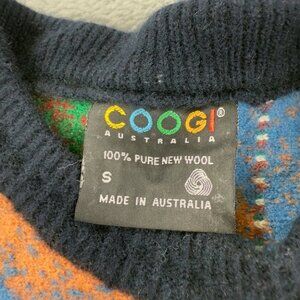 COOGI®
AUSTRALIA
100% PURE NEW WOOL
S
MADE IN AUSTRALIA